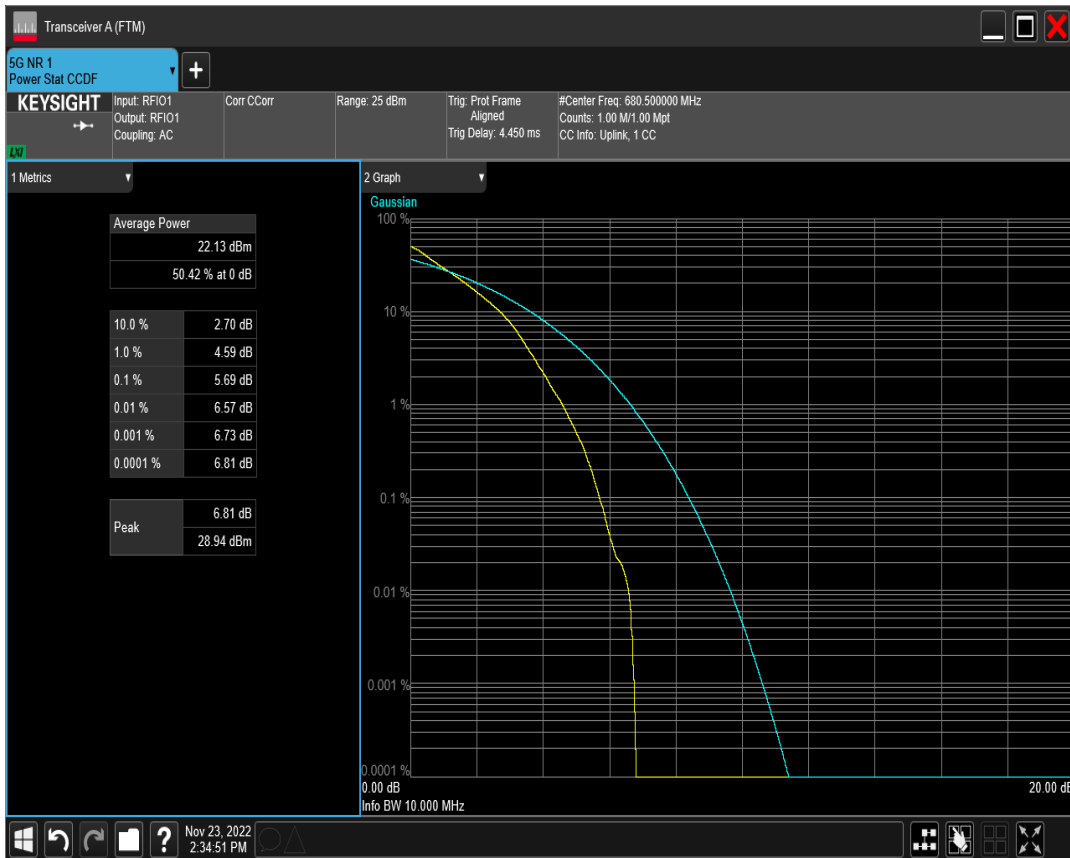 Transceiver A (FTM)
5G NR 1
Power Stat CCDF
+
KEYSIGHT
LXI
Input: RFIO1
Output: RFIO1
Coupling: AC
Corr CCorr
Range: 25 dBm
Trig: Prot Frame
Aligned
Trig Delay: 4.450 ms
#Center Freq: 680.500000 MHz
Counts: 1.00 M/1.00 Mpt
CC Info: Uplink, 1 CC
1 Metrics
Average Power
22.13 dBm
50.42 % at 0 dB
10.0 % 2.70 dB
1.0 % 4.59 dB
0.1 % 5.69 dB
0.01 % 6.57 dB
0.001 % 6.73 dB
0.0001 % 6.81 dB
Peak
6.81 dB
28.94 dBm
2 Graph
Gaussian
100 %
10 %
1 %
0.1 %
0.01 %
0.001 %
0.0001 %
0.00 dB 20.00 dB
Info BW 10.000 MHz
?
Nov 23, 2022
2:34:51 PM